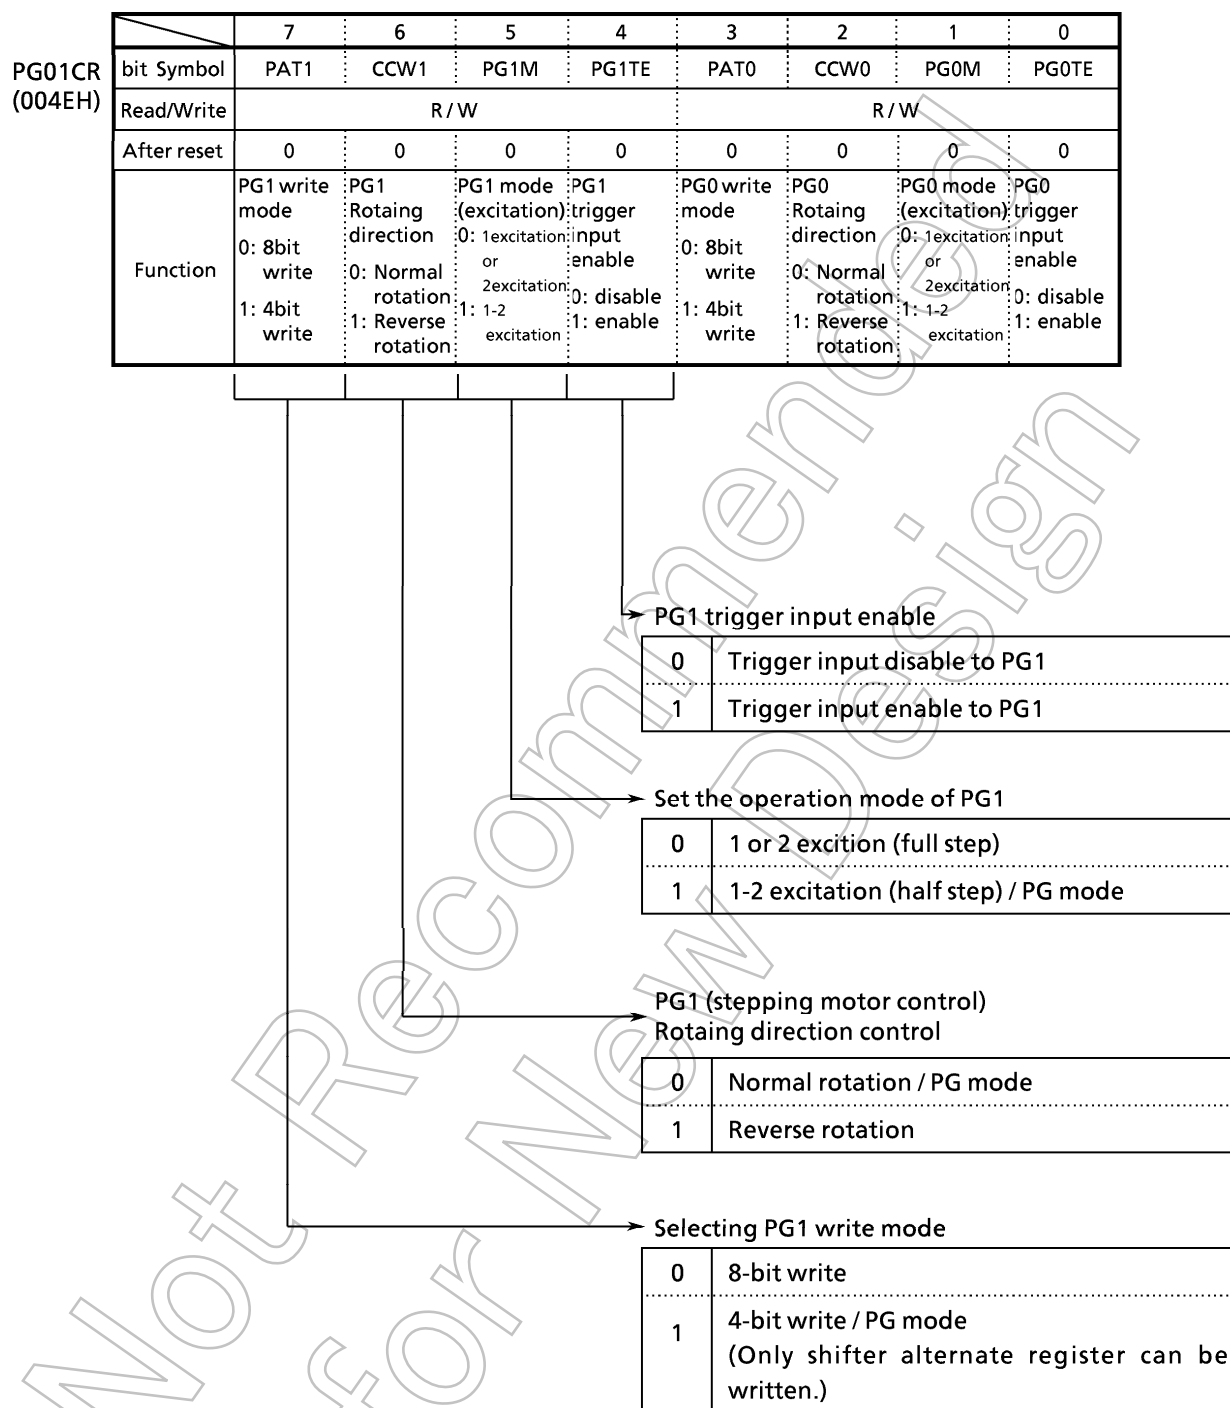 7 6 5 4 3 2 1 0
PG01CR
(004EH)
bit Symbol PAT1 CCW1 PG1M PG1TE PAT0 CCW0 PG0M PG0TE
Read/Write R / W R / W
After reset 0 0 0 0 0 0 0 0
Function
PG1 write
mode
0: 8bit
write
1: 4bit
write
PG1
Rotaing
direction
0: Normal
rotation
1: Reverse
rotation
PG1 mode
(excitation)
0: 1excitation
or
2excitation
1: 1-2
excitation
PG1
trigger
input
enable
0: disable
1: enable
PG0 write
mode
0: 8bit
write
1: 4bit
write
PG0
Rotaing
direction
0: Normal
rotation
1: Reverse
rotation
PG0 mode
(excitation)
0: 1excitation
or
2excitation
1: 1-2
excitation
PG0
trigger
input
enable
0: disable
1: enable
PG1 trigger input enable
0 Trigger input disable to PG1
1 Trigger input enable to PG1
Set the operation mode of PG1
0 1 or 2 excition (full step)
1 1-2 excitation (half step) / PG mode
PG1 (stepping motor control)
Rotaing direction control
0 Normal rotation / PG mode
1 Reverse rotation
Selecting PG1 write mode
0 8-bit write
1 4-bit write / PG mode
(Only shifter alternate register can be
written.)
Not Recommended
for New Design